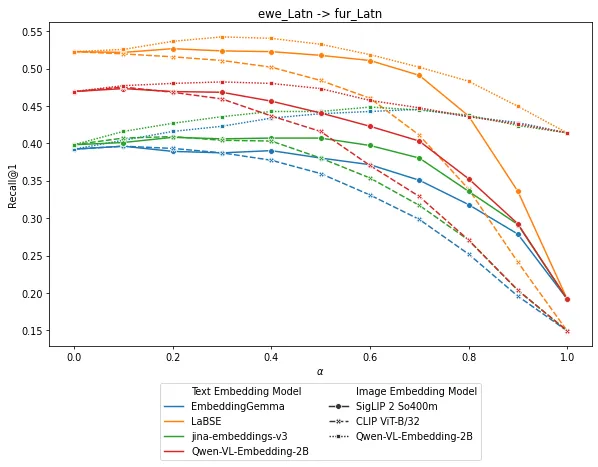 ewe_Latn -> fur_Latn
Recall@1
0.55
0.50
0.45
0.40
0.35
0.30
0.25
0.20
0.15
0.0 0.2 0.4 0.6 0.8 1.0
α
Text Embedding Model
EmbeddingGemma
LaBSE
jina-embeddings-v3
Qwen-VL-Embedding-2B
Image Embedding Model
SigLIP 2 So400m
CLIP ViT-B/32
Qwen-VL-Embedding-2B